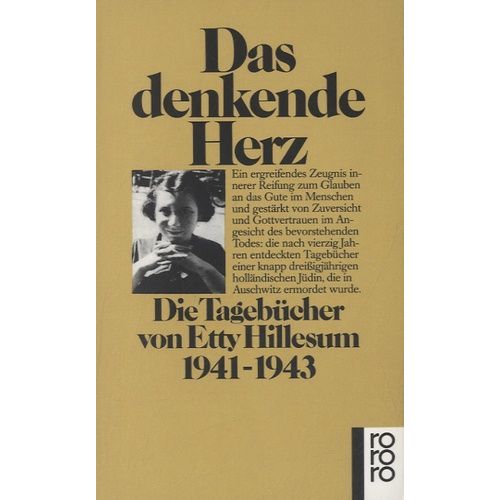 Das
denkende
Herz
Ein ergreifendes Zeugnis in-
nerer Reifung zum Glauben
an das Gute im Menschen
und gestärkt von Zuversicht
und Gottvertrauen im An-
gesicht des bevorstehenden
Todes: die nach vierzig Jah-
ren entdeckten Tagebücher
einer knapp dreißigjährigen
holländischen Jüdin, die in
Auschwitz ermordet wurde.
Die Tagebücher
von Etty Hillesum
1941-1943
ro
ro
ro